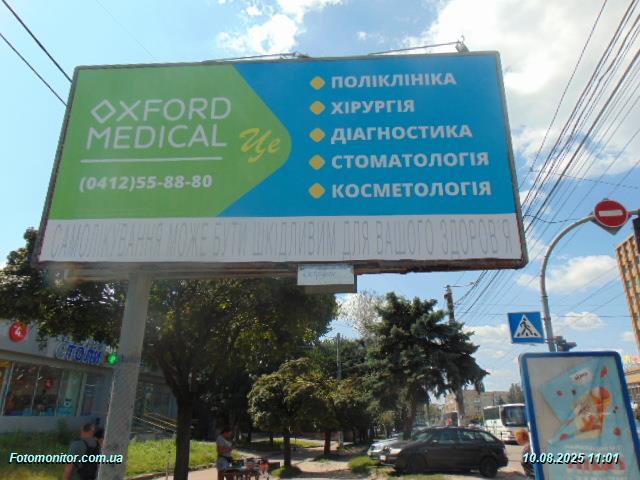 OXFORD
MEDICAL
Це
(0412)55-88-80
ПОЛІКЛІНІКА
ХІРУРГІЯ
ДІАГНОСТИКА
СТОМАТОЛОГІЯ
КОСМЕТОЛОГІЯ
САМОЛІКУВАННЯ МОЖЕ БУТИ ШКІДЛИВИМ ДЛЯ ВАШОГО ЗДОРОВ'Я
Fotomonitor.com.ua
10.08.2025 11:01